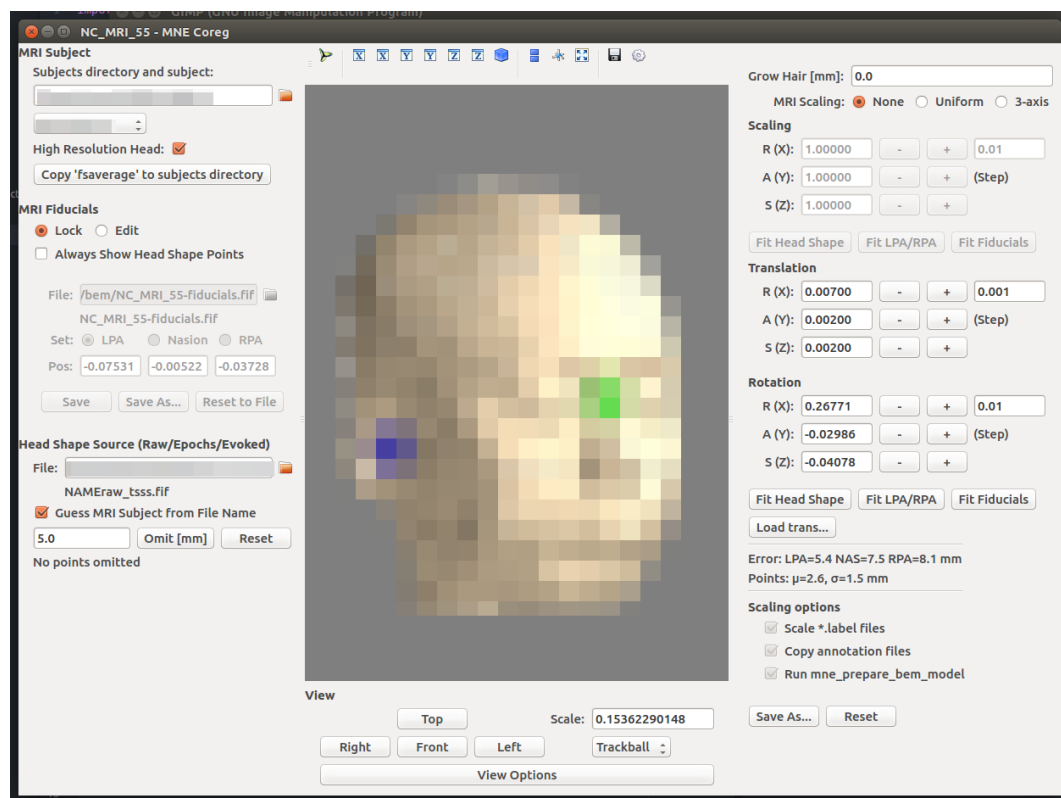 GIMP (GNU Image Manipulation Program)
NC_MRI_55 - MNE Coreg
MRI Subject
Subjects directory and subject:
High Resolution Head:
Copy 'fsaverage' to subjects directory
MRI Fiducials
Lock Edit
Always Show Head Shape Points
File: /bem/NC_MRI_55-fiducials.fif
NC_MRI_55-fiducials.fif
Set: LPA Nasion RPA
Pos: -0.07531 -0.00522 -0.03728
Save Save As... Reset to File
Head Shape Source (Raw/Epochs/Evoked)
File:
NAMEraw_tsss.fif
Guess MRI Subject from File Name
5.0 Omit [mm] Reset
No points omitted
X X Y Y Z Z
View
Top Scale: 0.15362290148
Right Front Left Trackball
View Options
Grow Hair [mm]: 0.0
MRI Scaling: None Uniform 3-axis
Scaling
R (X): 1.00000 - + 0.01
A (Y): 1.00000 - + (Step)
S (Z): 1.00000 - +
Fit Head Shape Fit LPA/RPA Fit Fiducials
Translation
R (X): 0.00700 - + 0.001
A (Y): 0.00200 - + (Step)
S (Z): 0.00200 - +
Rotation
R (X): 0.26771 - + 0.01
A (Y): -0.02986 - + (Step)
S (Z): -0.04078 - +
Fit Head Shape Fit LPA/RPA Fit Fiducials
Load trans...
Error: LPA=5.4 NAS=7.5 RPA=8.1 mm
Points: μ=2.6, σ=1.5 mm
Scaling options
Scale *.label files
Copy annotation files
Run mne_prepare_bem_model
Save As... Reset